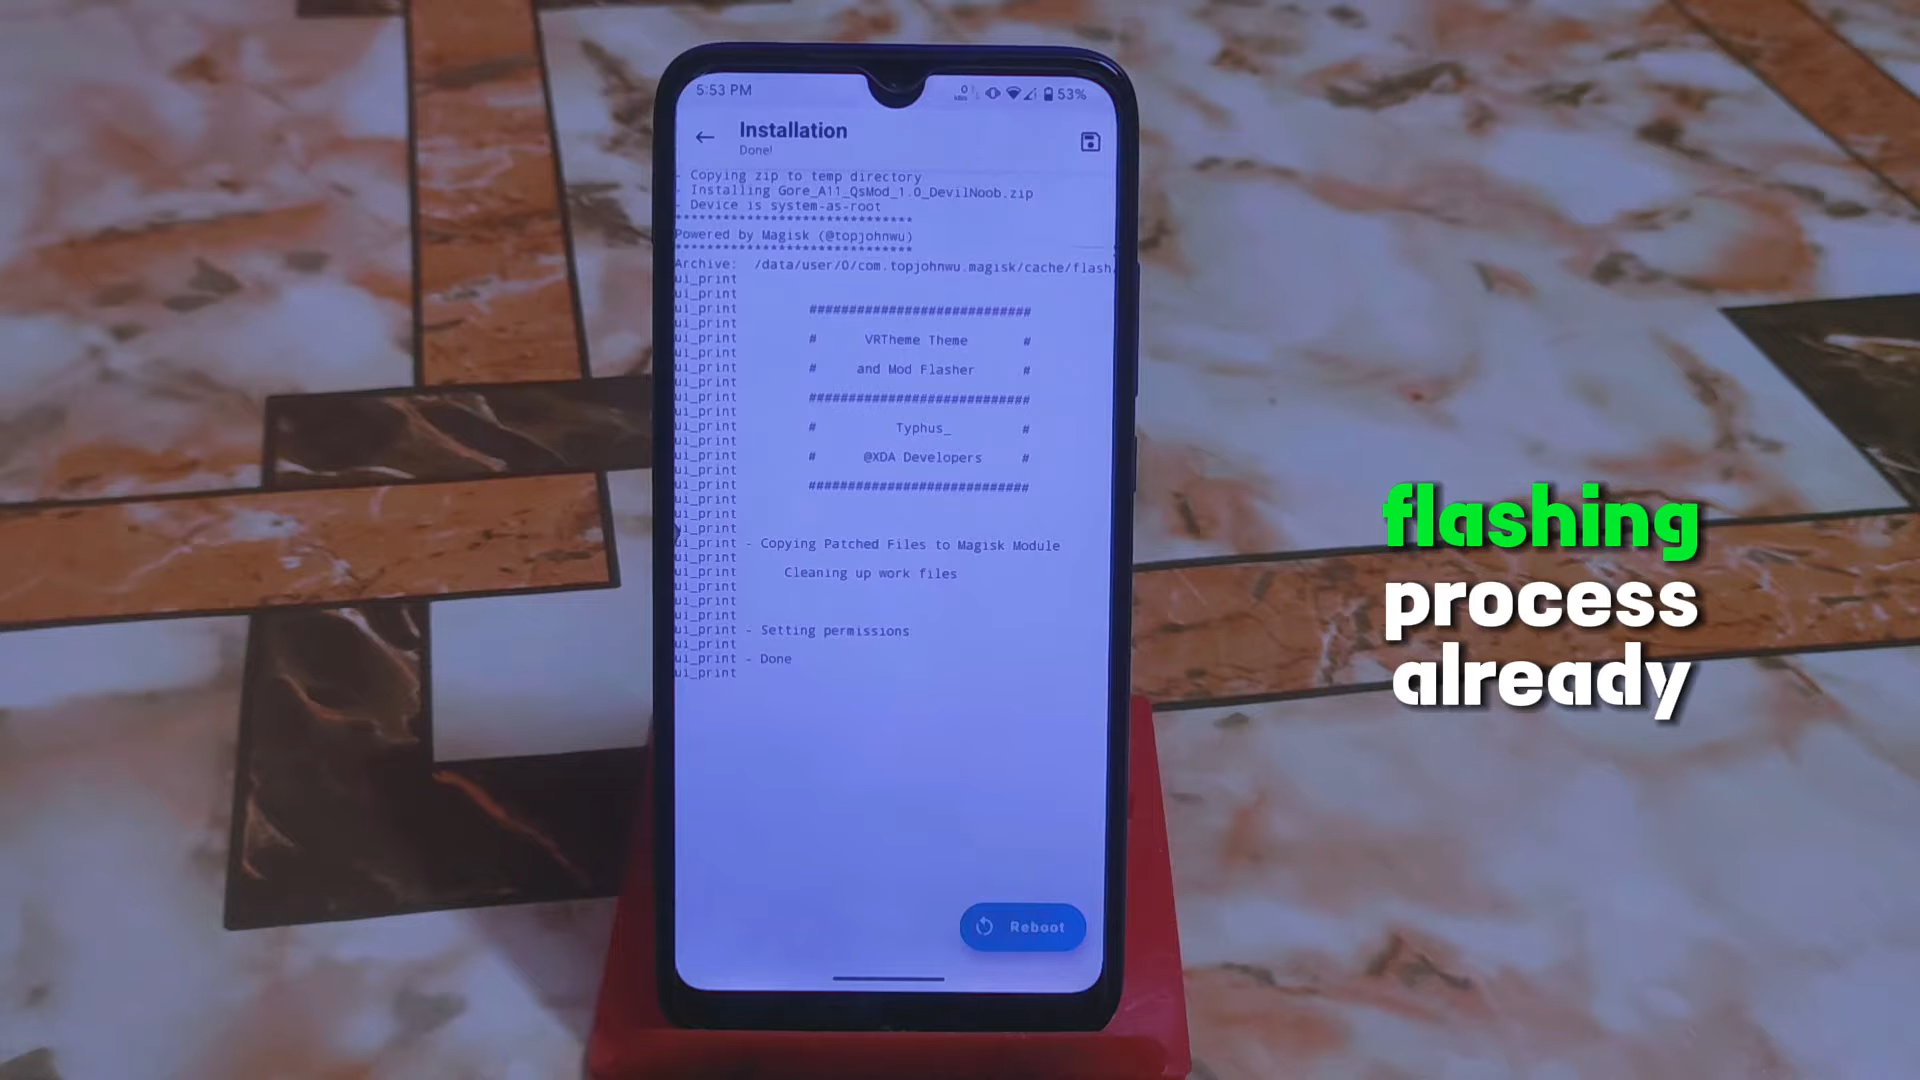 5:53 PM
53%
Installation
Done!
- Copying zip to temp directory
- Installing Gore_A11_QsMod_1.0_DevilNoob.zip
- Device is system-as-root
******************************
Powered by Magisk (@topjohnwu)
******************************
Archive:  /data/user/0/com.topjohnwu.magisk/cache/flash
ui_print
ui_print
ui_print ############################
ui_print
ui_print # VRTheme Theme #
ui_print
ui_print # and Mod Flasher #
ui_print
ui_print ############################
ui_print
ui_print # Typhus_ #
ui_print
ui_print # @XDA Developers #
ui_print
ui_print ############################
ui_print
ui_print
ui_print
ui_print - Copying Patched Files to Magisk Module
ui_print
ui_print Cleaning up work files
ui_print
ui_print
ui_print
ui_print - Setting permissions
ui_print
ui_print - Done
ui_print
Reboot
flashing
process
already